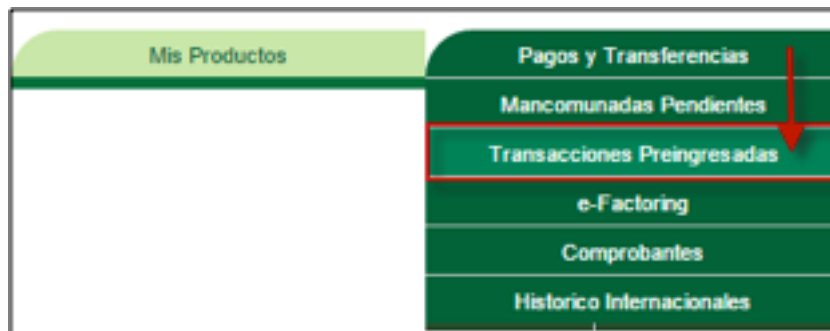 Mis Productos
Pagos y Transferencias
Mancomunadas Pendientes
Transacciones Preingresadas
e-Factoring
Comprobantes
Historico Internacionales